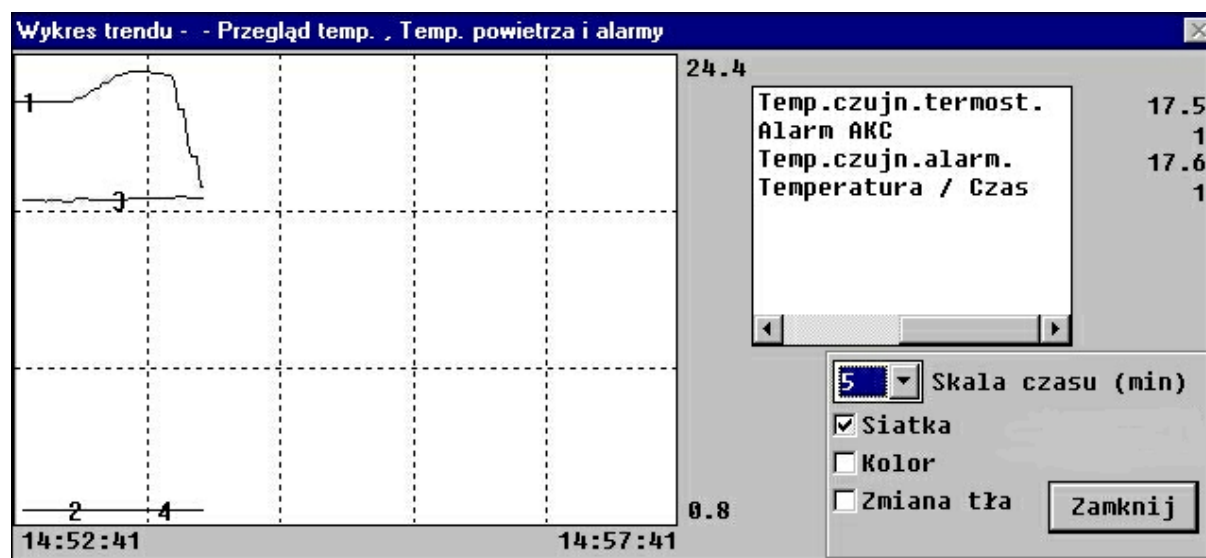 Wykres trendu - - Przegląd temp. , Temp. powietrza i alarmy
24.4
1
3
2 4
0.8
14:52:41 14:57:41
Temp.czujn.termost. 17.5
Alarm AKC 1
Temp.czujn.alarm. 17.6
Temperatura / Czas 1
5 Skala czasu (min)
Siatka
Kolor
Zmiana tła
Zamknij